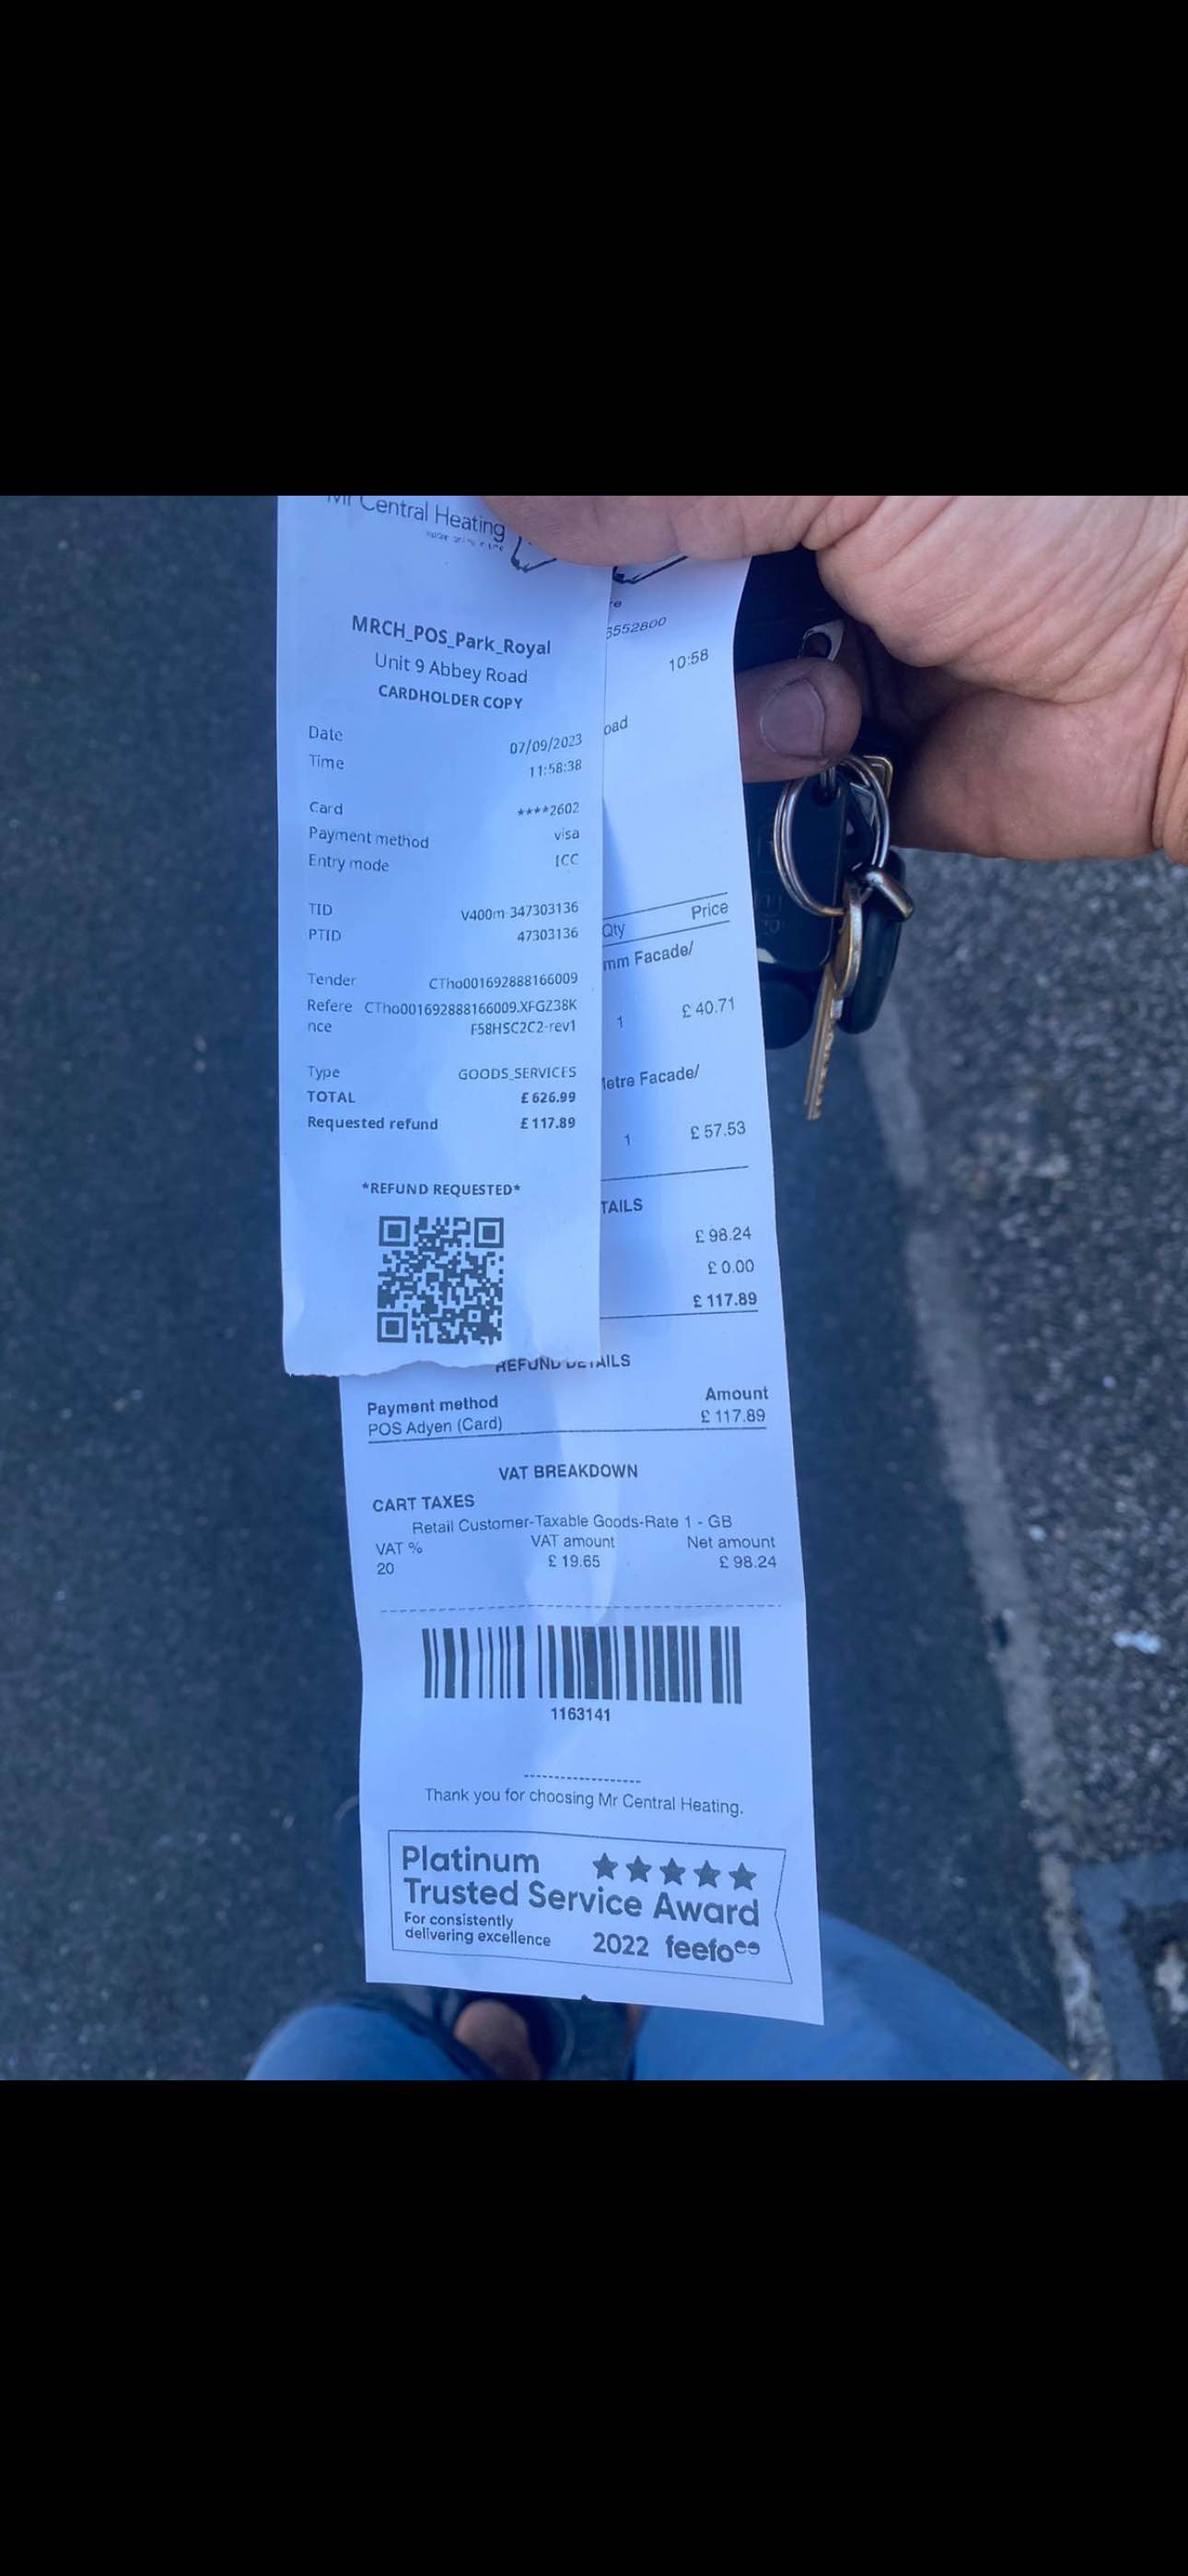 Mr Central Heating
MRCH_POS_Park_Royal
Unit 9 Abbey Road
CARDHOLDER COPY
Date 07/09/2023
Time 11:58:38
Card ****2602
Payment method visa
Entry mode ICC
TID V400m-347303136
PTID 47303136
Tender CTho001692888166009
Refere CTho001692888166009.XFGZ38K
nce F58HSC2C2-rev1
Type GOODS_SERVICES
TOTAL £ 626.99
Requested refund £ 117.89
*REFUND REQUESTED*
6552800
10:58
oad
Qty Price
mm Facade/
1 £ 40.71
letre Facade/
1 £ 57.53
TAILS
£ 98.24
£ 0.00
£ 117.89
REFUND DETAILS
Payment method Amount
POS Adyen (Card) £ 117.89
VAT BREAKDOWN
CART TAXES
Retail Customer-Taxable Goods-Rate 1 - GB
VAT % VAT amount Net amount
20 £ 19.65 £ 98.24
1163141
Thank you for choosing Mr Central Heating.
Platinum
Trusted Service Award
For consistently
delivering excellence 2022 feefo